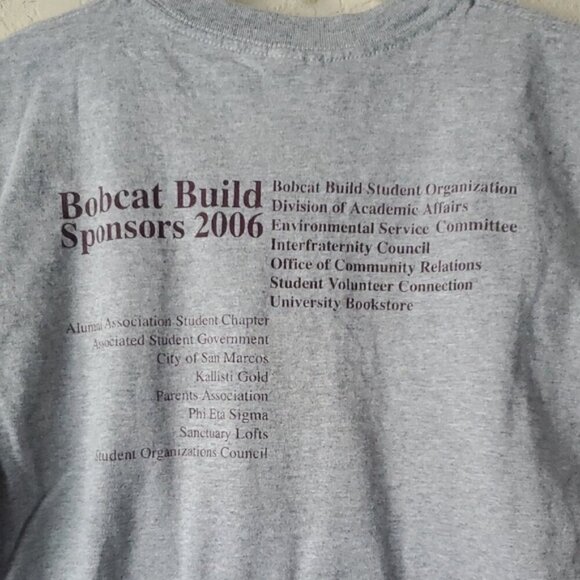 Bobcat Build
Sponsors 2006
Bobcat Build Student Organization
Division of Academic Affairs
Environmental Service Committee
Interfraternity Council
Office of Community Relations
Student Volunteer Connection
University Bookstore
Alumni Association Student Chapter
Associated Student Government
City of San Marcos
Kallisti Gold
Parents Association
Phi Eta Sigma
Sanctuary Lofts
Student Organizations Council